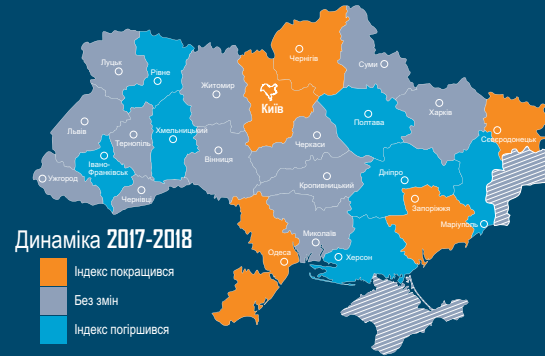 Чернігів
Суми
Луцьк
Рівне
Житомир
Київ
Харків
Полтава
Львів
Тернопіль
Хмельницький
Сєвєродонецьк
Черкаси
Вінниця
Івано-
Франківськ
Ужгород
Чернівці
Кропивницький
Дніпро
Запоріжжя
Маріуполь
Миколаїв
Одеса
Херсон
Динаміка 2017-2018
Індекс покращився
Без змін
Індекс погіршився